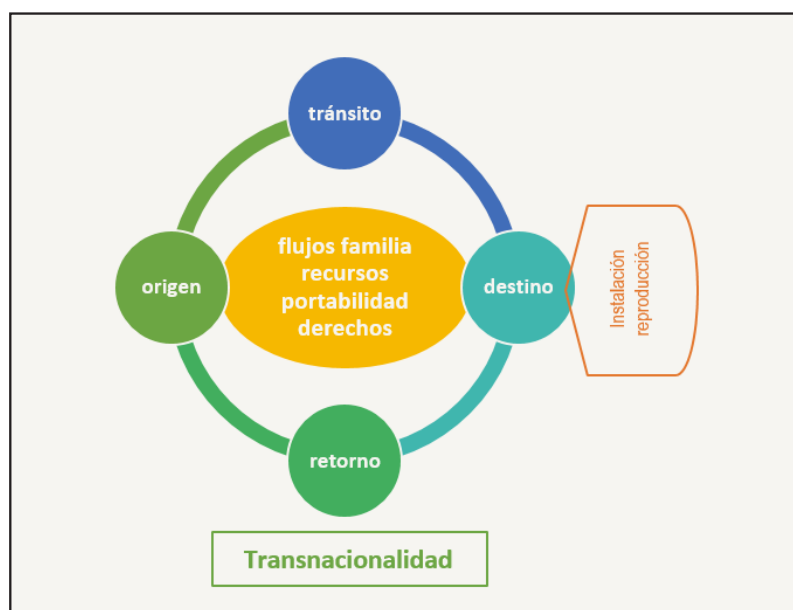 tránsito
flujos familia
recursos
portabilidad
derechos
origen
destino
Instalación
reproducción
retorno
Transnacionalidad